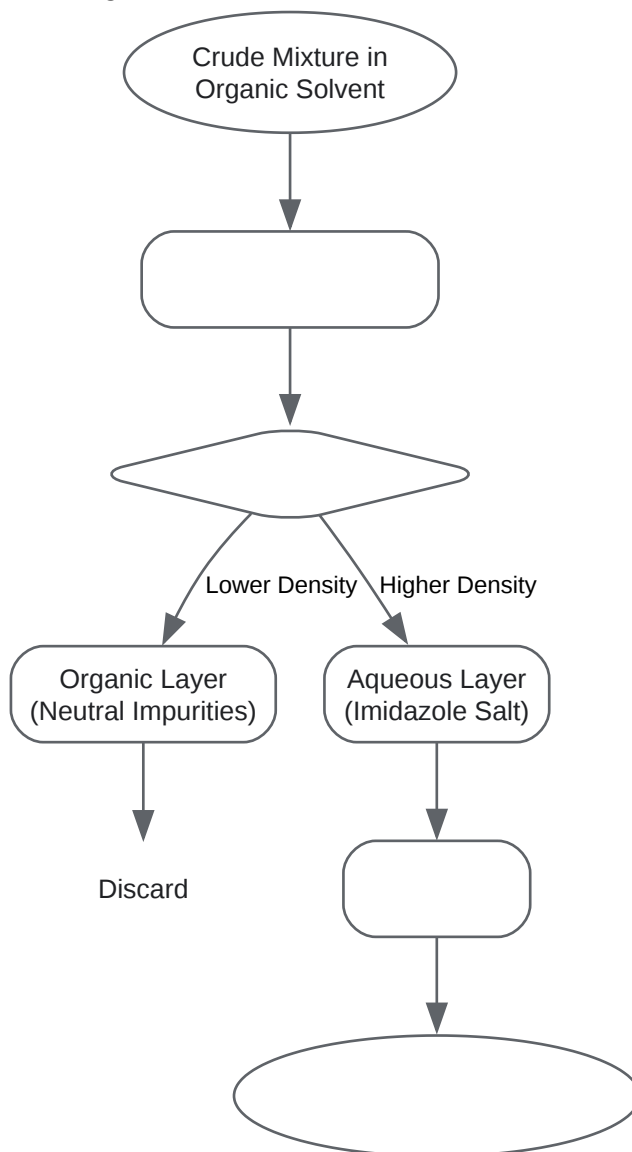 Crude Mixture in
Organic Solvent
Lower Density
Higher Density
Organic Layer
(Neutral Impurities)
Aqueous Layer
(Imidazole Salt)
Discard